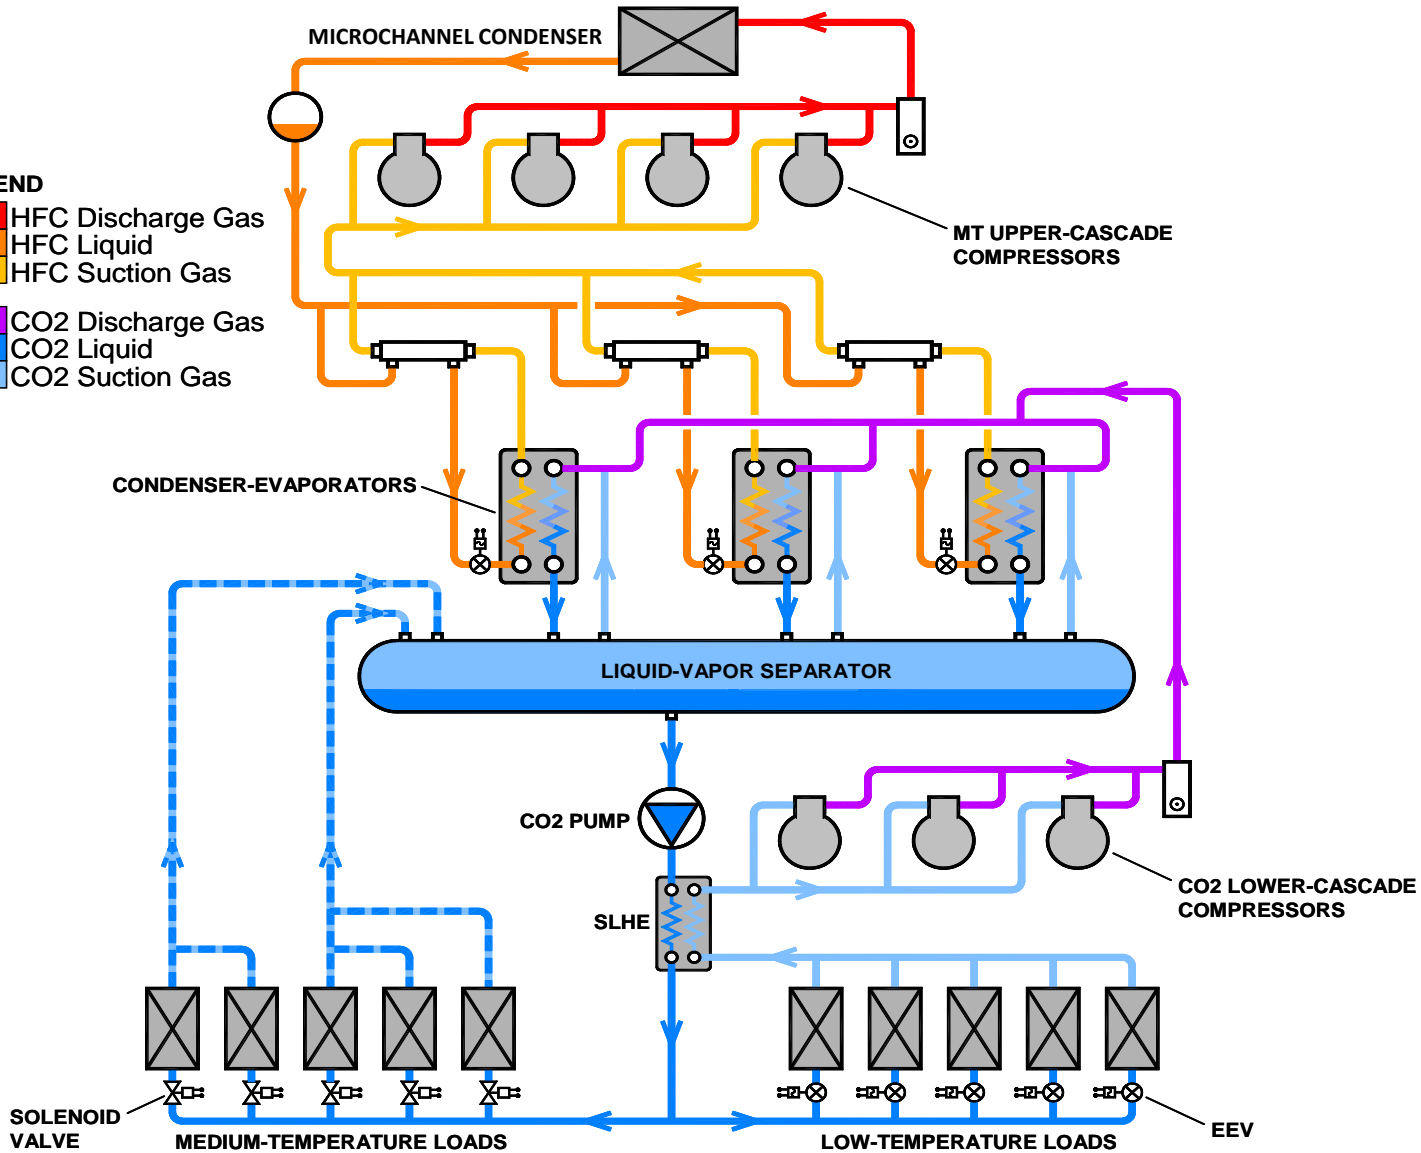 MICROCHANNEL CONDENSER
END
HFC Discharge Gas
HFC Liquid
HFC Suction Gas
CO2 Discharge Gas
CO2 Liquid
CO2 Suction Gas
MT UPPER-CASCADE
COMPRESSORS
CONDENSER-EVAPORATORS
LIQUID-VAPOR SEPARATOR
CO2 PUMP
SLHE
CO2 LOWER-CASCADE
COMPRESSORS
SOLENOID
VALVE
MEDIUM-TEMPERATURE LOADS
LOW-TEMPERATURE LOADS
EEV